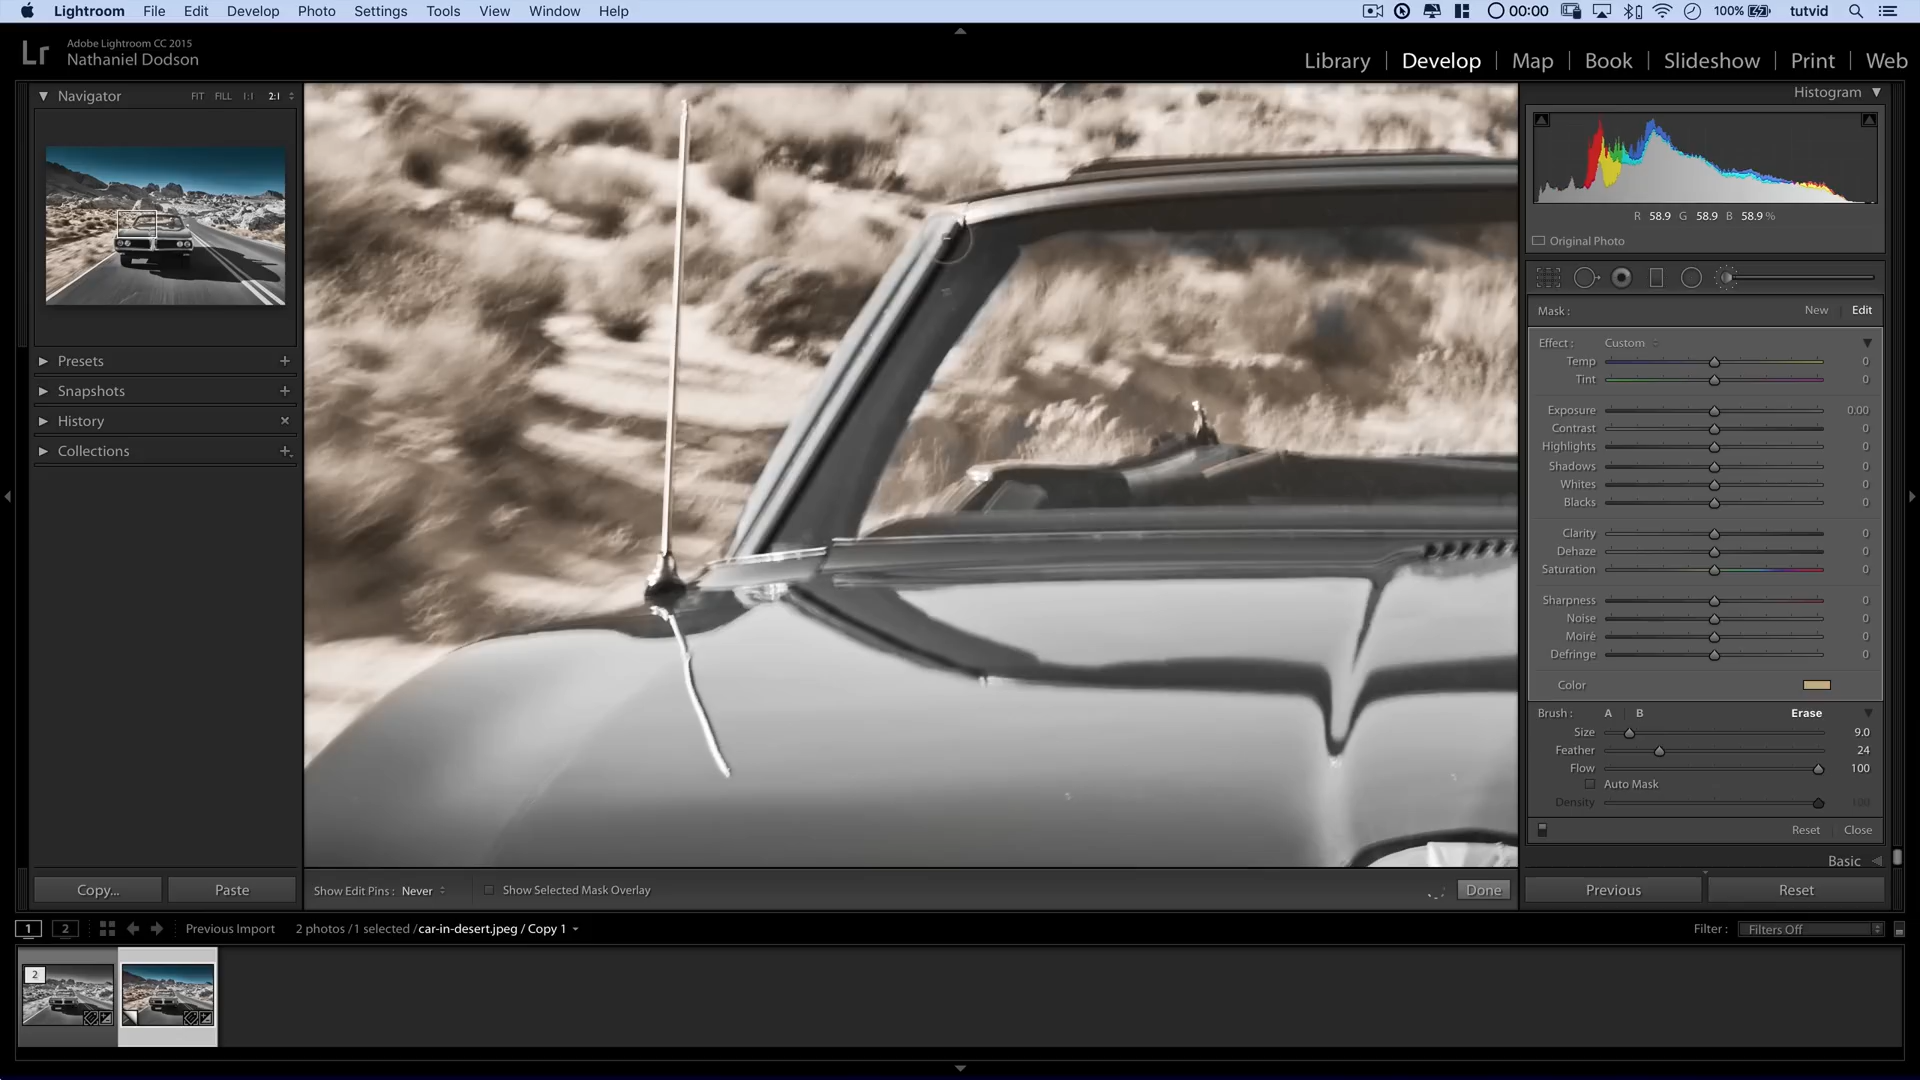 Lightroom File Edit Develop Photo Settings Tools View Window Help 00:00 100% tutvid
Lr Adobe Lightroom CC 2015
Nathaniel Dodson
Library | Develop | Map | Book | Slideshow | Print | Web
Navigator FIT FILL 1:1 2:1
Presets
Snapshots
History
Collections
Copy... Paste
Show Edit Pins : Never Show Selected Mask Overlay Done
Histogram
R 58.9 G 58.9 B 58.9 %
Original Photo
Mask : New Edit
Effect : Custom
Temp 0
Tint 0
Exposure 0.00
Contrast 0
Highlights 0
Shadows 0
Whites 0
Blacks 0
Clarity 0
Dehaze 0
Saturation 0
Sharpness 0
Noise 0
Moiré 0
Defringe 0
Color
Brush : A B Erase
Size 9.0
Feather 24
Flow 100
Auto Mask
Density 100
Reset Close
Basic
Previous Reset
1 2 Previous Import 2 photos / 1 selected / car-in-desert.jpeg / Copy 1 Filter : Filters Off
2